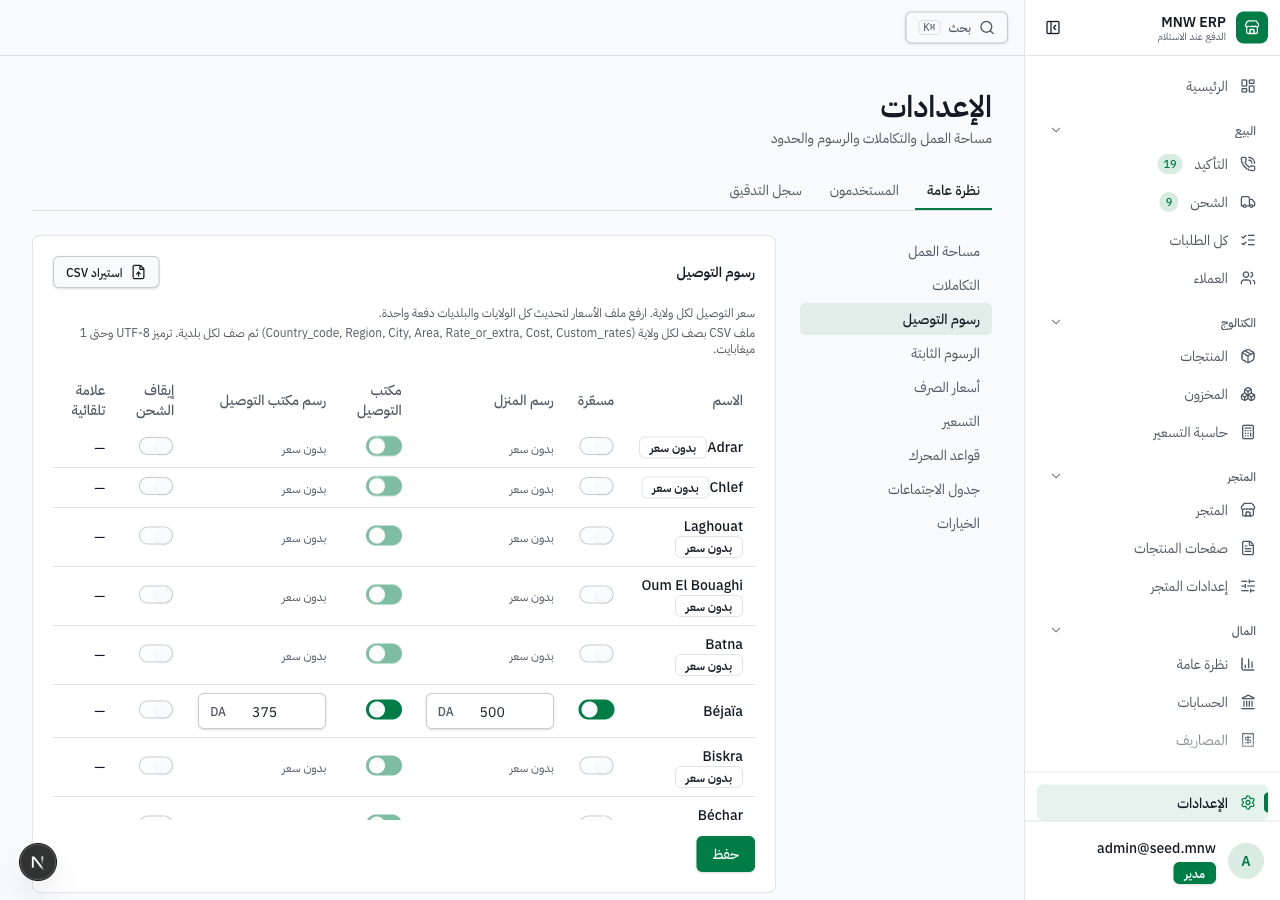 MNW ERP
الدفع عند الاستلام
بحث
⌘K
الرئيسية
البيع
التأكيد 19
الشحن 9
كل الطلبات
العملاء
الكتالوج
المنتجات
المخزون
حاسبة التسعير
المتجر
المتجر
صفحات المنتجات
إعدادات المتجر
المال
نظرة عامة
الحسابات
المصاريف
الإعدادات
A
admin@seed.mnw
مدير
الإعدادات
مساحة العمل والتكاملات والرسوم والحدود
نظرة عامة المستخدمون سجل التدقيق
مساحة العمل
التكاملات
رسوم التوصيل
الرسوم الثابتة
أسعار الصرف
التسعير
قواعد المحرك
جدول الاجتماعات
الخيارات
رسوم التوصيل
استيراد CSV
سعر التوصيل لكل ولاية. ارفع ملف الأسعار لتحديث كل الولايات والبلديات دفعة واحدة.
ملف CSV بصف لكل ولاية (Country_code, Region, City, Area, Rate_or_extra, Cost, Custom_rates) ثم صف لكل بلدية. ترميز UTF-8 وحتى 1
ميغابايت.
الاسم مسعّرة رسم المنزل مكتب التوصيل رسم مكتب التوصيل إيقاف الشحن علامة تلقائية
Adrar بدون سعر بدون سعر بدون سعر —
Chlef بدون سعر بدون سعر بدون سعر —
Laghouat بدون سعر بدون سعر بدون سعر —
Oum El Bouaghi بدون سعر بدون سعر بدون سعر —
Batna بدون سعر بدون سعر بدون سعر —
Béjaïa 500 DA 375 DA —
Biskra بدون سعر بدون سعر بدون سعر —
Béchar
حفظ
N